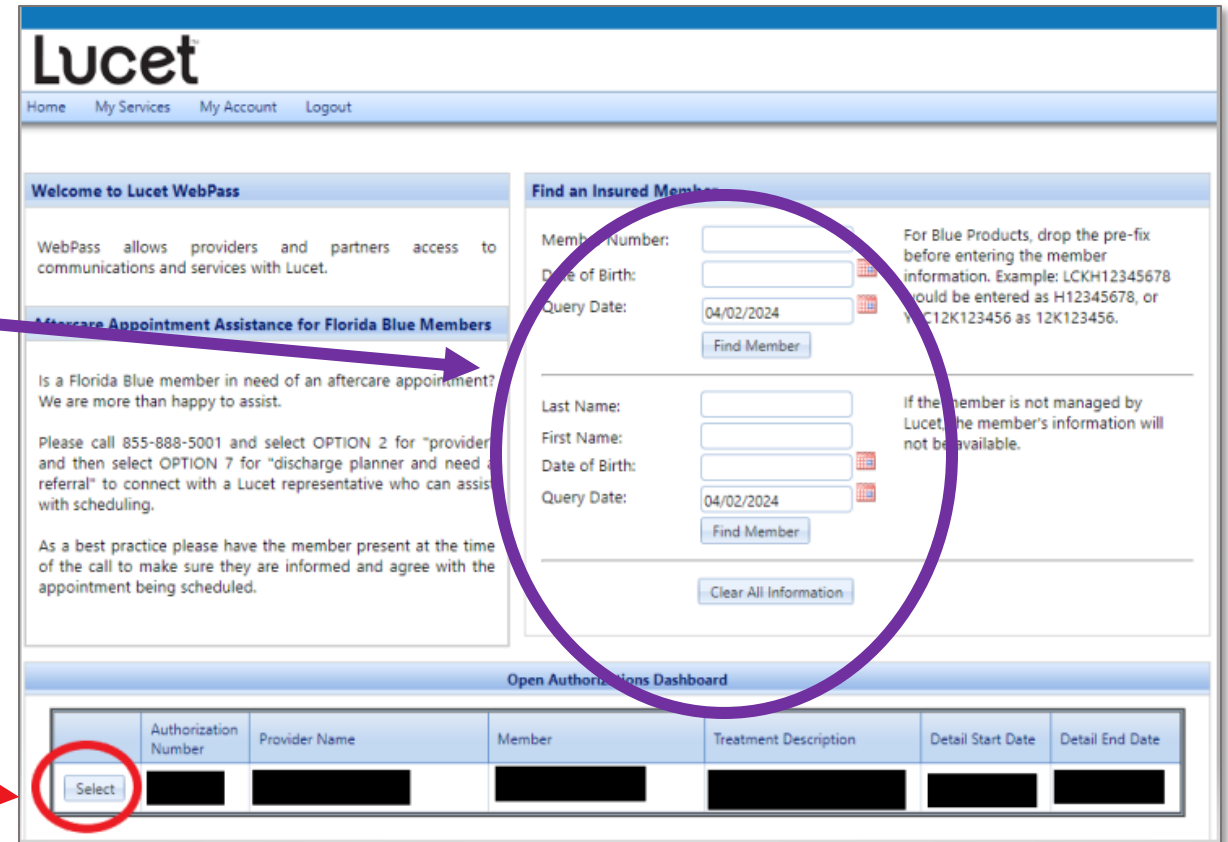 Lucet
Home My Services My Account Logout
Welcome to Lucet WebPass
WebPass allows providers and partners access to
communications and services with Lucet.
Aftercare Appointment Assistance for Florida Blue Members
Is a Florida Blue member in need of an aftercare appointment?
We are more than happy to assist.
Please call 855-888-5001 and select OPTION 2 for "provider"
and then select OPTION 7 for "discharge planner and need a
referral" to connect with a Lucet representative who can assist
with scheduling.
As a best practice please have the member present at the time
of the call to make sure they are informed and agree with the
appointment being scheduled.
Find an Insured Member
Member Number:
Date of Birth:
Query Date: 04/02/2024
Find Member
For Blue Products, drop the pre-fix
before entering the member
information. Example: LCKH12345678
would be entered as H12345678, or
as 12K123456.
Last Name:
First Name:
Date of Birth:
Query Date: 04/02/2024
Find Member
If the member is not managed by
Lucet, the member's information will
not be available.
Clear All Information
Open Authorizations Dashboard
Authorization
Number
Provider Name
Member
Treatment Description
Detail Start Date
Detail End Date
Select